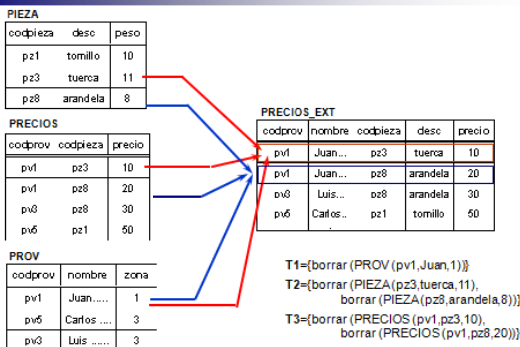 PIEZA
codpieza desc peso
pz1 tornillo 10
pz3 tuerca 11
pz8 arandela 8
PRECIOS
codprov codpieza precio
pv1 pz3 10
pv1 pz8 20
pv3 pz8 30
pv5 pz1 50
PROV
codprov nombre zona
pv1 Juan..... 1
pv5 Carlos .... 3
pv3 Luis ...... 3
PRECIOS_EXT
codprov nombre codpieza desc precio
pv1 Juan... pz3 tuerca 10
pv1 Juan... pz8 arandela 20
pv3 Luis... pz8 arandela 30
pv5 Carlos.. pz1 tornillo 50
.
T1={borrar (PROV (pv1,Juan,1))}
T2={borrar (PIEZA(pz3,tuerca,11),
borrar (PIEZA(pz8,arandela,8))}
T3={borrar (PRECIOS (pv1,pz3,10),
borrar (PRECIOS (pv1,pz8,20))}